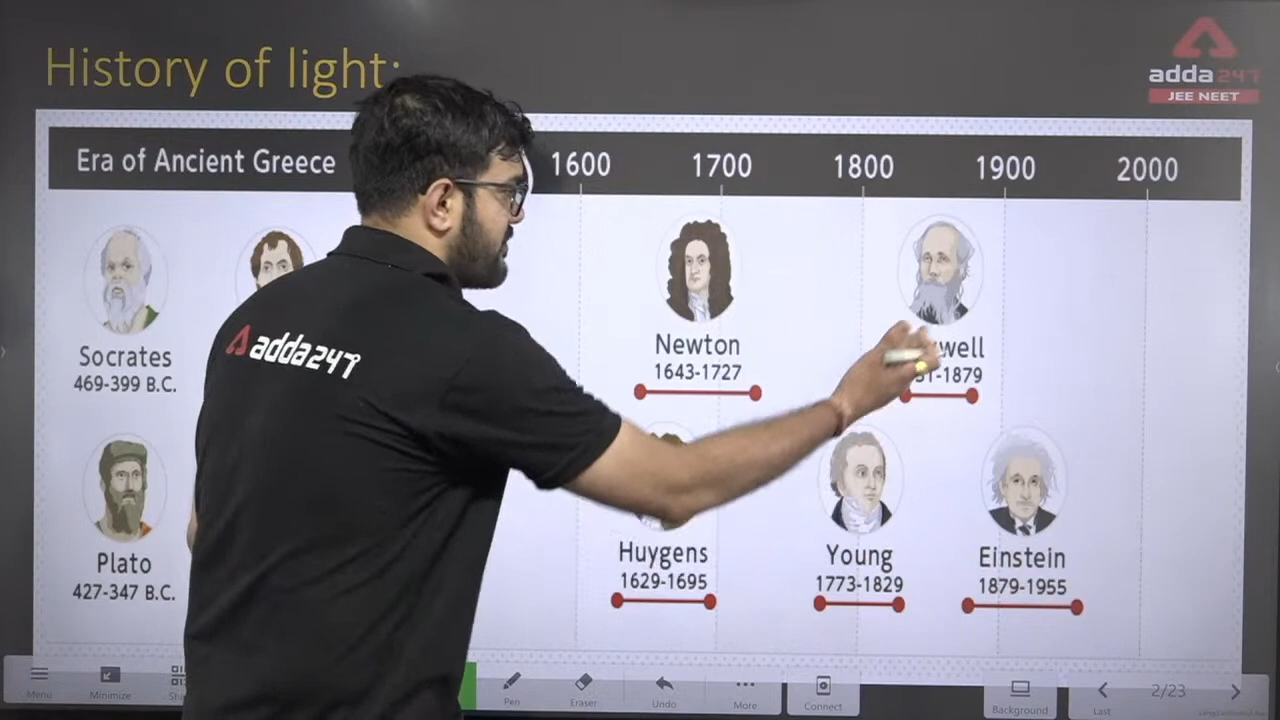 History of light:
adda247
JEE NEET
Era of Ancient Greece
1600
1700
1800
1900
2000
Socrates
469-399 B.C.
Newton
1643-1727
1879
adda247
Plato
427-347 B.C.
Huygens
1629-1695
Young
1773-1829
Einstein
1879-1955
Menu
Minimize
Pen
Eraser
Undo
More
Connect
Background
Last
2/23